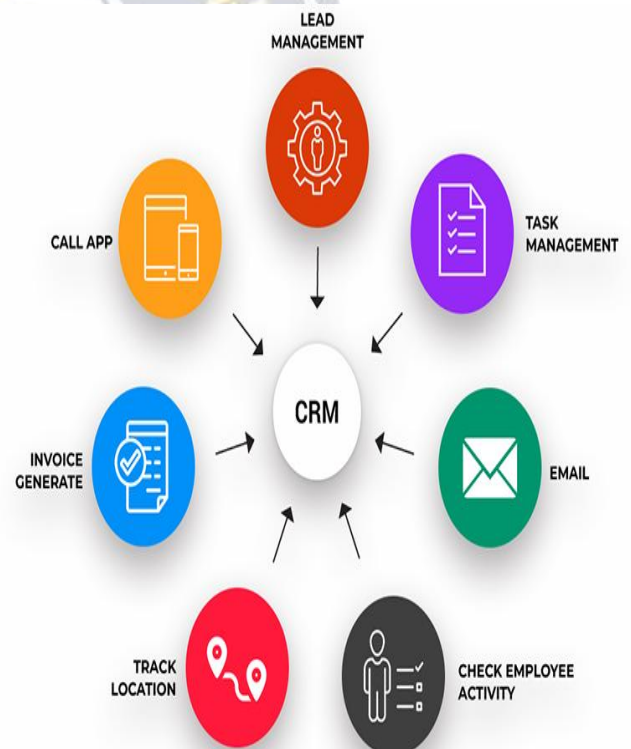 LEAD
MANAGEMENT
TASK
MANAGEMENT
CALL APP
CRM
INVOICE
GENERATE
EMAIL
TRACK
LOCATION
CHECK EMPLOYEE
ACTIVITY